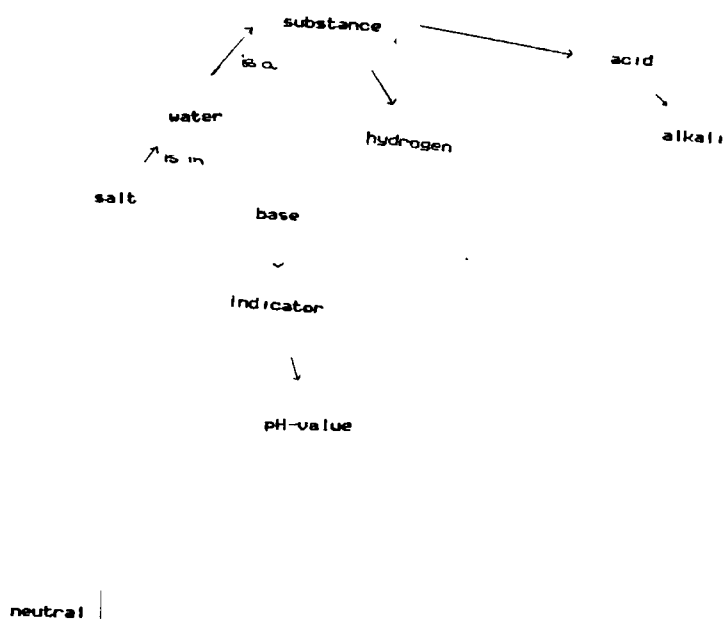 substance
acid
is a
water
hydrogen
alkali
is in
salt
base
indicator
pH-value
neutral